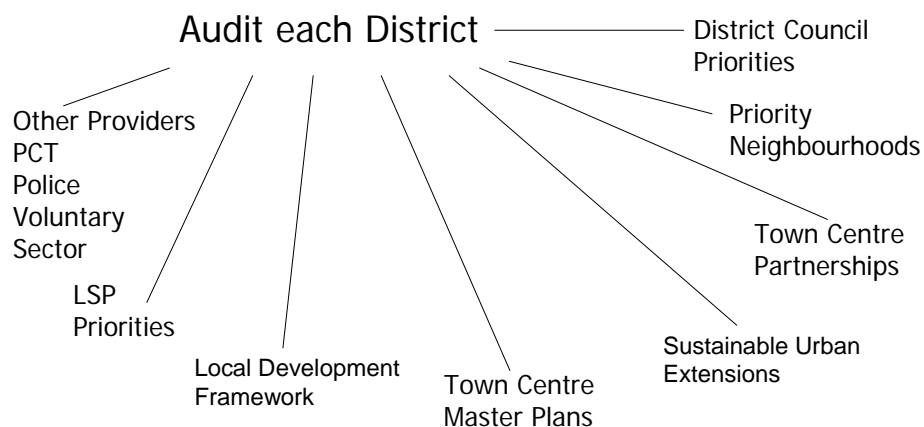 Audit each District
District Council
Priorities
Other Providers
PCT
Police
Voluntary
Sector
Priority
Neighbourhoods
Town Centre
Partnerships
LSP
Priorities
Sustainable Urban
Extensions
Local Development
Framework
Town Centre
Master Plans